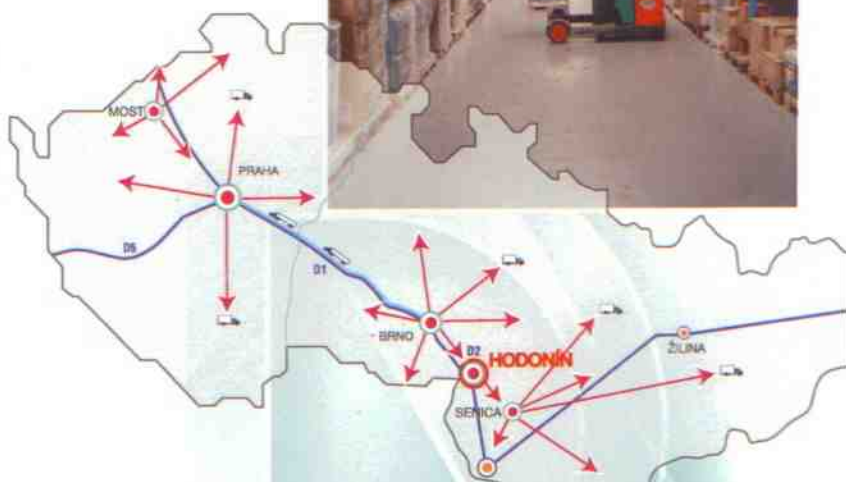 MOST
PRAHA
D5
D1
BRNO
D2
HODONÍN
SENICA
ŽILINA